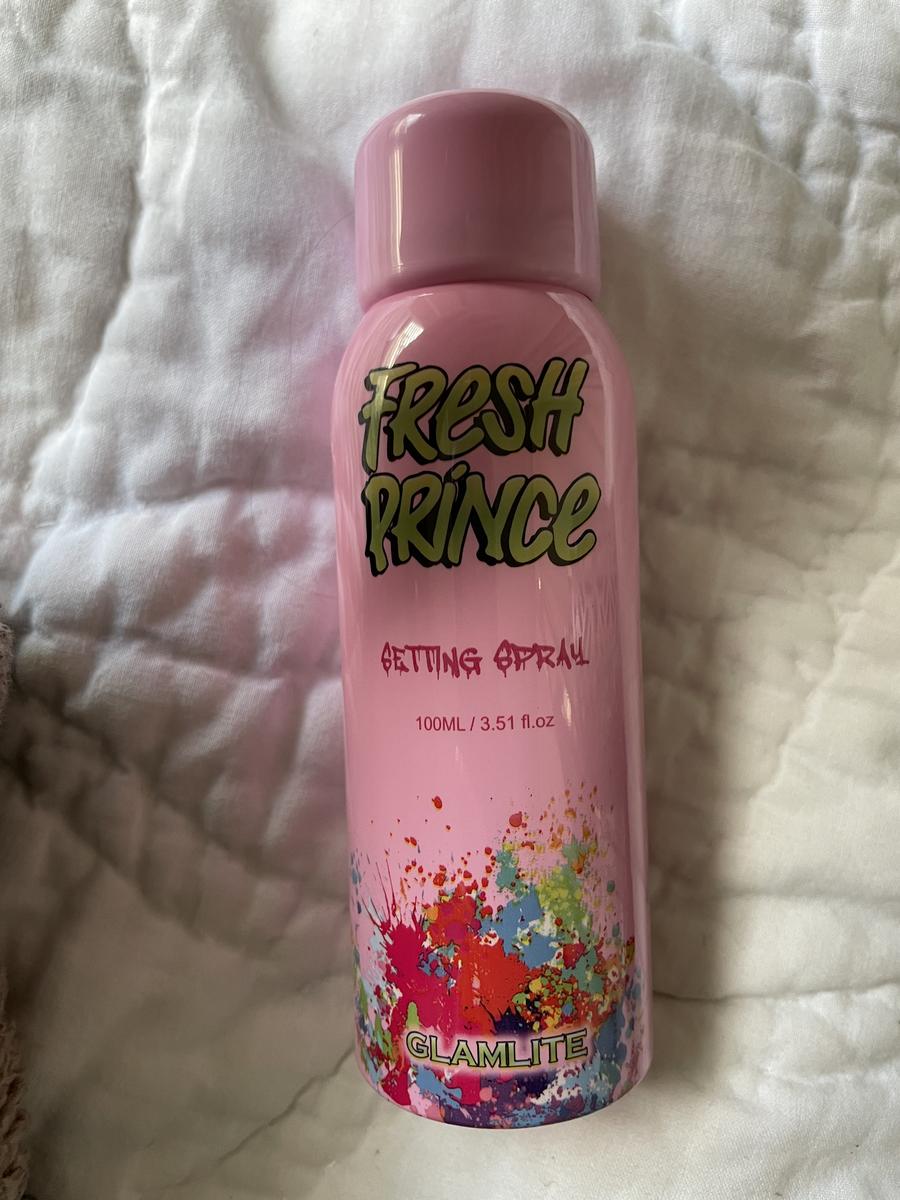 FRESH
PRINCE
SETTING SPRAY
100ML / 3.51 fl.oz
GLAMLITE